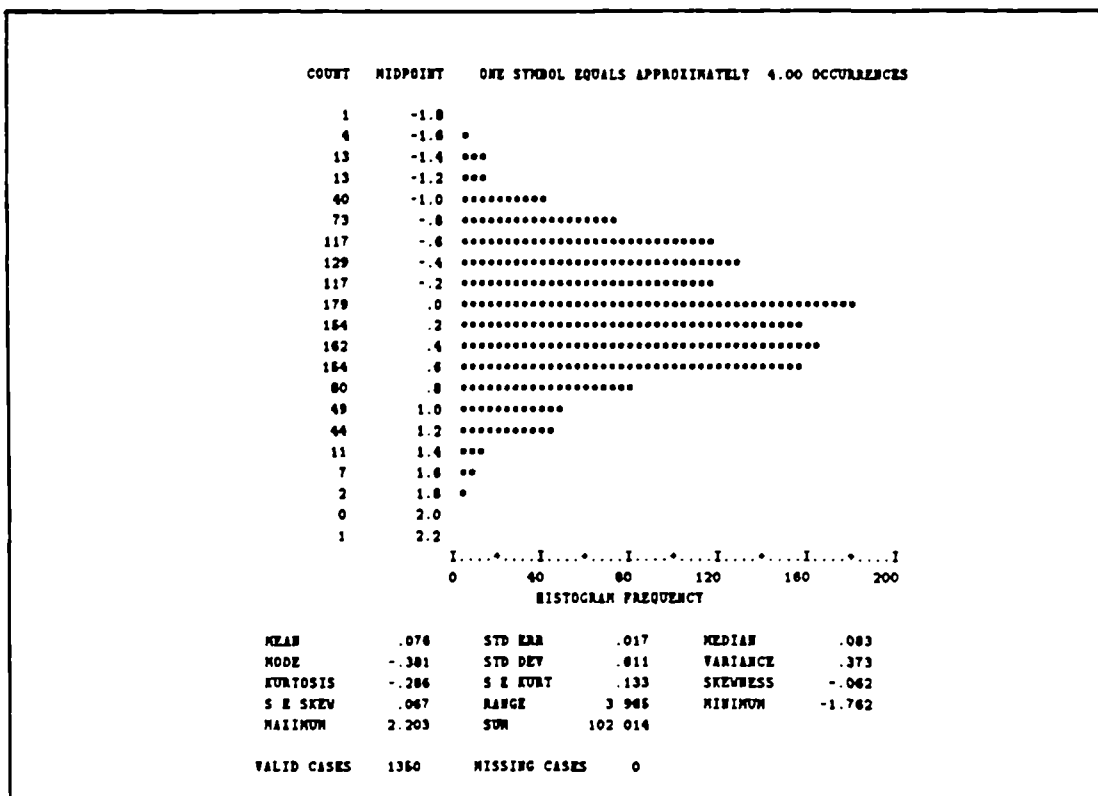 COUNT MIDPOINT ONE SYMBOL EQUALS APPROXIMATELY 4.00 OCCURRENCES
1 -1.8
4 -1.6 *
13 -1.4 ***
13 -1.2 ***
40 -1.0 **********
73 -.8 ******************
117 -.6 *****************************
129 -.4 ********************************
117 -.2 *****************************
179 .0 *********************************************
154 .2 ***************************************
162 .4 *****************************************
154 .6 ***************************************
80 .8 ********************
49 1.0 ************
44 1.2 ***********
11 1.4 ***
7 1.6 **
2 1.8 *
0 2.0
1 2.2
I....+....I....+....I....+....I....+....I....+....I
0 40 80 120 160 200
HISTOGRAM FREQUENCY
MEAN .076 STD ERR .017 MEDIAN .083
MODE -.381 STD DEV .611 VARIANCE .373
KURTOSIS -.286 S E KURT .133 SKEWNESS -.062
S E SKEW .067 RANGE 3 965 MINIMUM -1.762
MAXIMUM 2.203 SUM 102 014
VALID CASES 1350 MISSING CASES 0